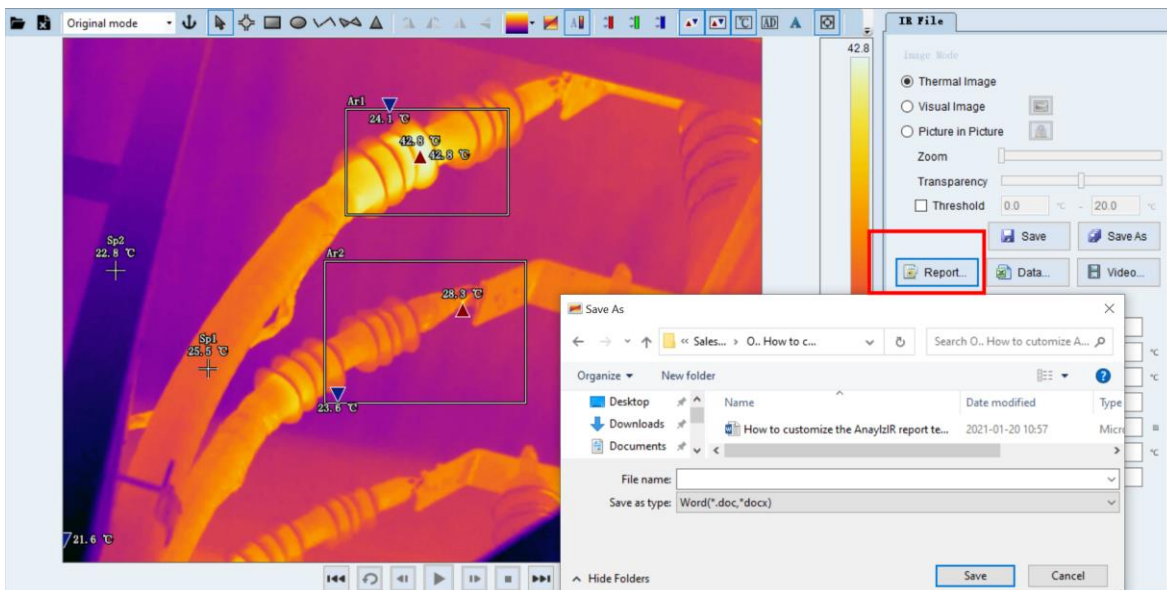 Original mode
AI
℃
AD
A
IR File
42.8
Image Mode
Thermal Image
Visual Image
Picture in Picture
Zoom
Transparency
Threshold 0.0 ℃ - 20.0 ℃
Save Save As
Report... Data... Video...
Ar1
24.1 ℃
42.8 ℃
42.8 ℃
Sp2
22.8 ℃
Ar2
28.3 ℃
Sp1
25.5 ℃
23.6 ℃
21.6 ℃
Save As
« Sales... > O.. How to c...
Search O.. How to cutomize A...
Organize New folder
Desktop
Downloads
Documents
Name Date modified Type
How to customize the AnaylzIR report te... 2021-01-20 10:57 Micr
File name:
Save as type: Word(*.doc,*docx)
Hide Folders
Save Cancel
℃
℃
m
℃